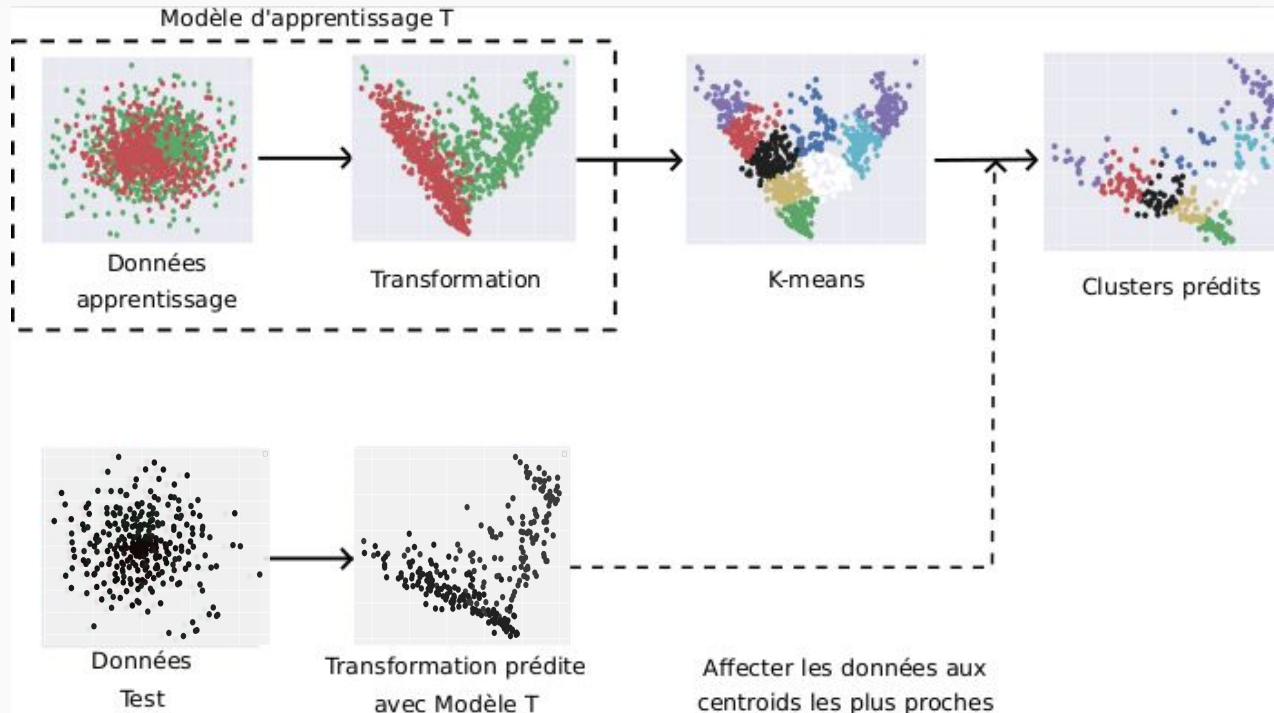 Modèle d'apprentissage T
Données
apprentissage
Transformation
K-means
Clusters prédits
Données
Test
Transformation prédite
avec Modèle T
Affecter les données aux
centroids les plus proches